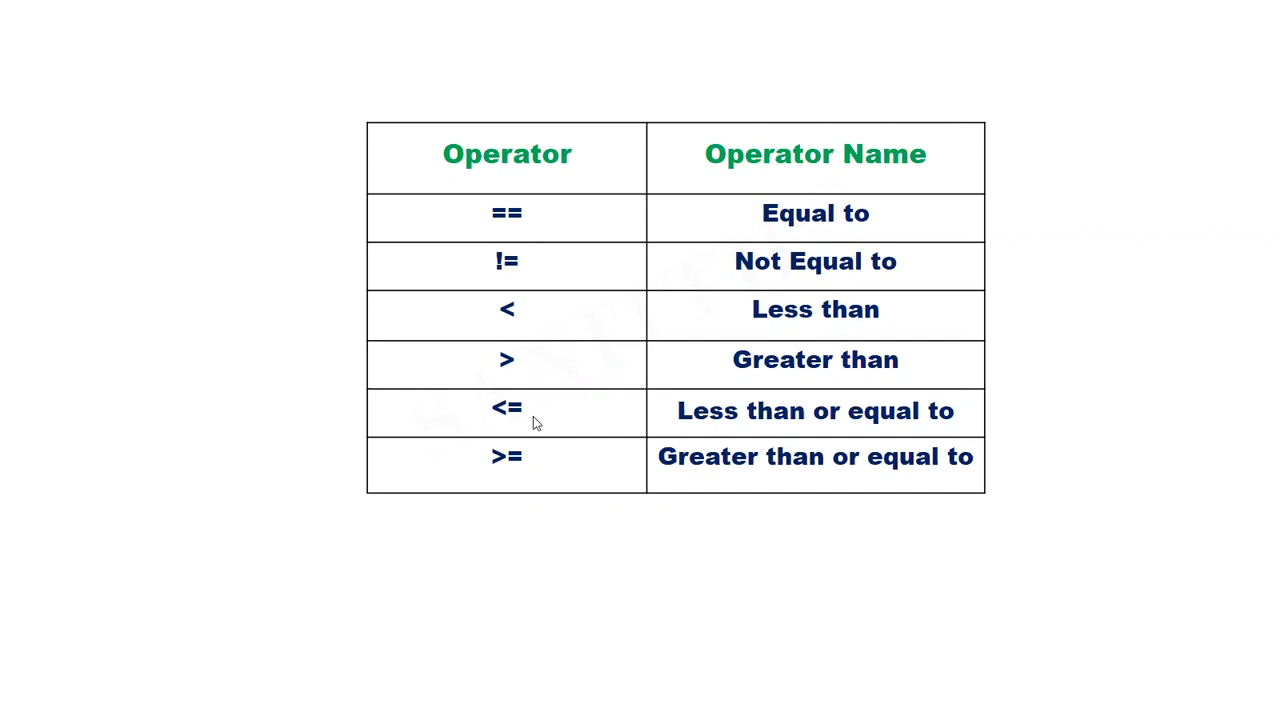 Operator Operator Name
== Equal to
!= Not Equal to
< Less than
> Greater than
<= Less than or equal to
>= Greater than or equal to